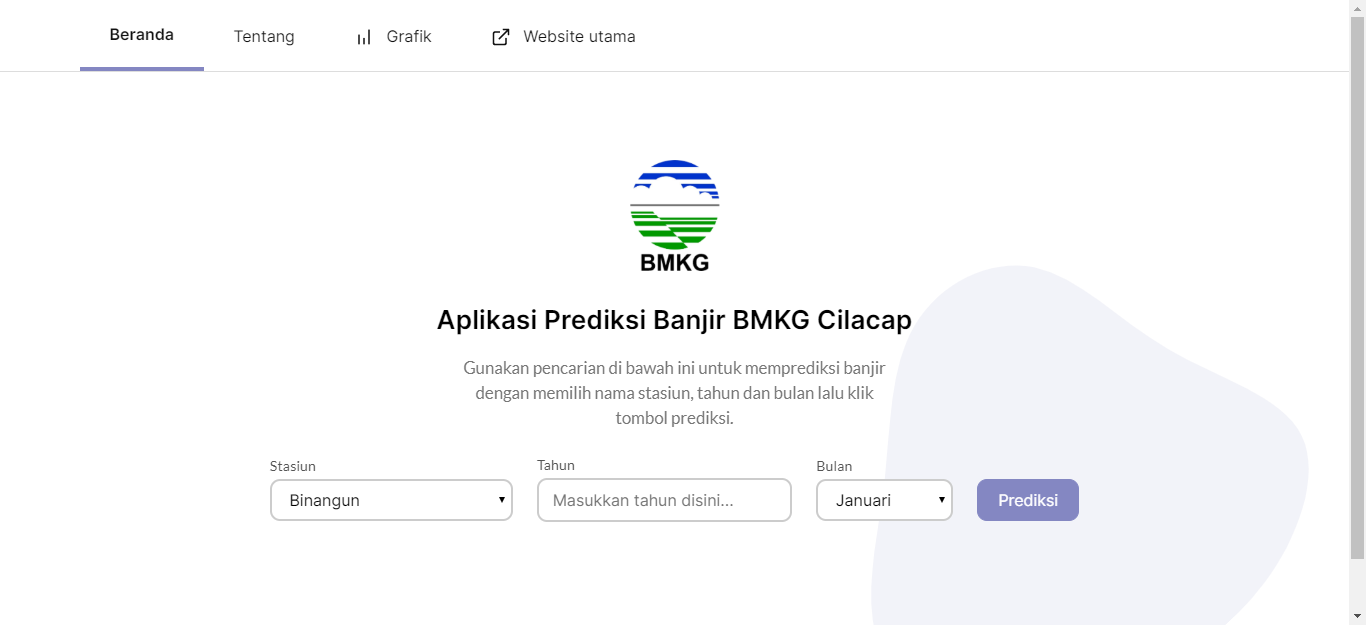 Beranda
Tentang
Grafik
Website utama
BMKG
Aplikasi Prediksi Banjir BMKG Cilacap
Gunakan pencarian di bawah ini untuk memprediksi banjir
dengan memilih nama stasiun, tahun dan bulan lalu klik
tombol prediksi.
Stasiun
Tahun
Bulan
Binangun
Masukkan tahun disini...
Januari
Prediksi